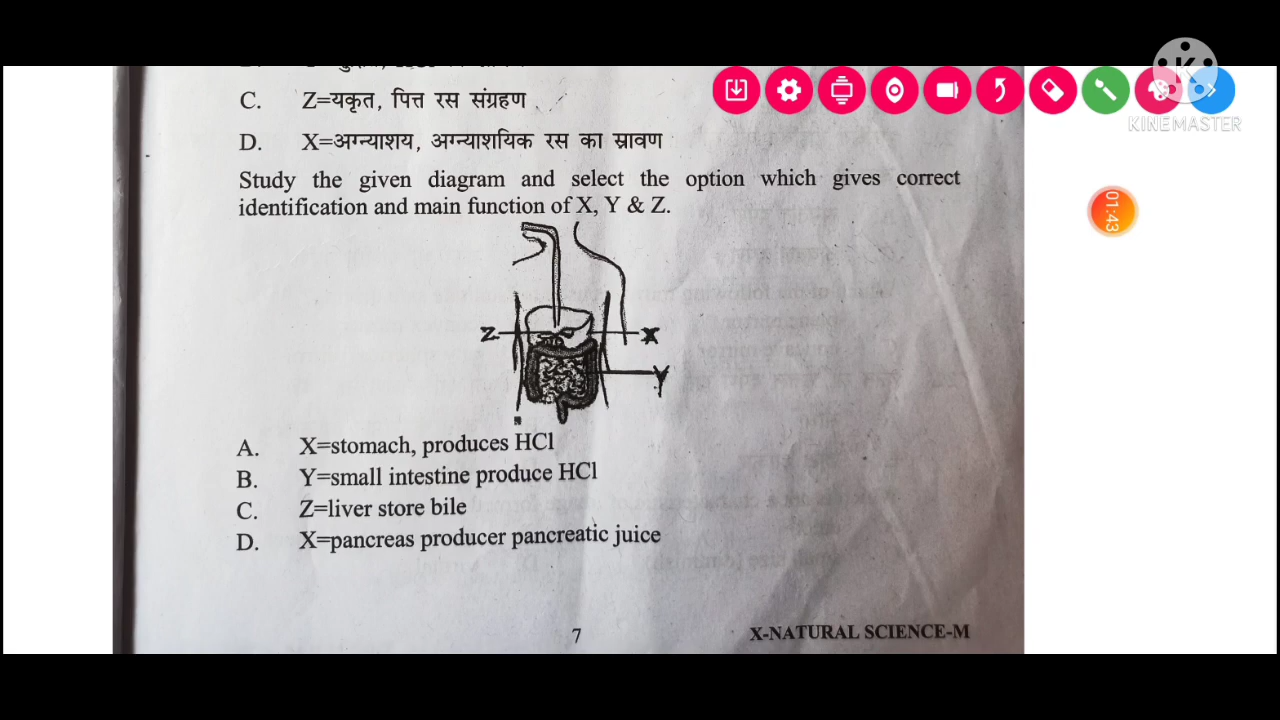 C. Z=यकृत, पित्त रस संग्रहण
D. X=अग्न्याशय, अग्न्याशयिक रस का स्रावण
Study the given diagram and select the option which gives correct
identification and main function of X, Y & Z.
Z
X
Y
A. X=stomach, produces HCl
B. Y=small intestine produce HCl
C. Z=liver store bile
D. X=pancreas producer pancreatic juice
7
X-NATURAL SCIENCE-M
K
KINEMASTER
01:43